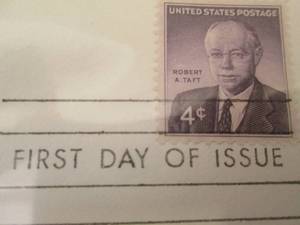 UNITED STATES POSTAGE
ROBERT
A. TAFT
4¢
FIRST DAY OF ISSUE